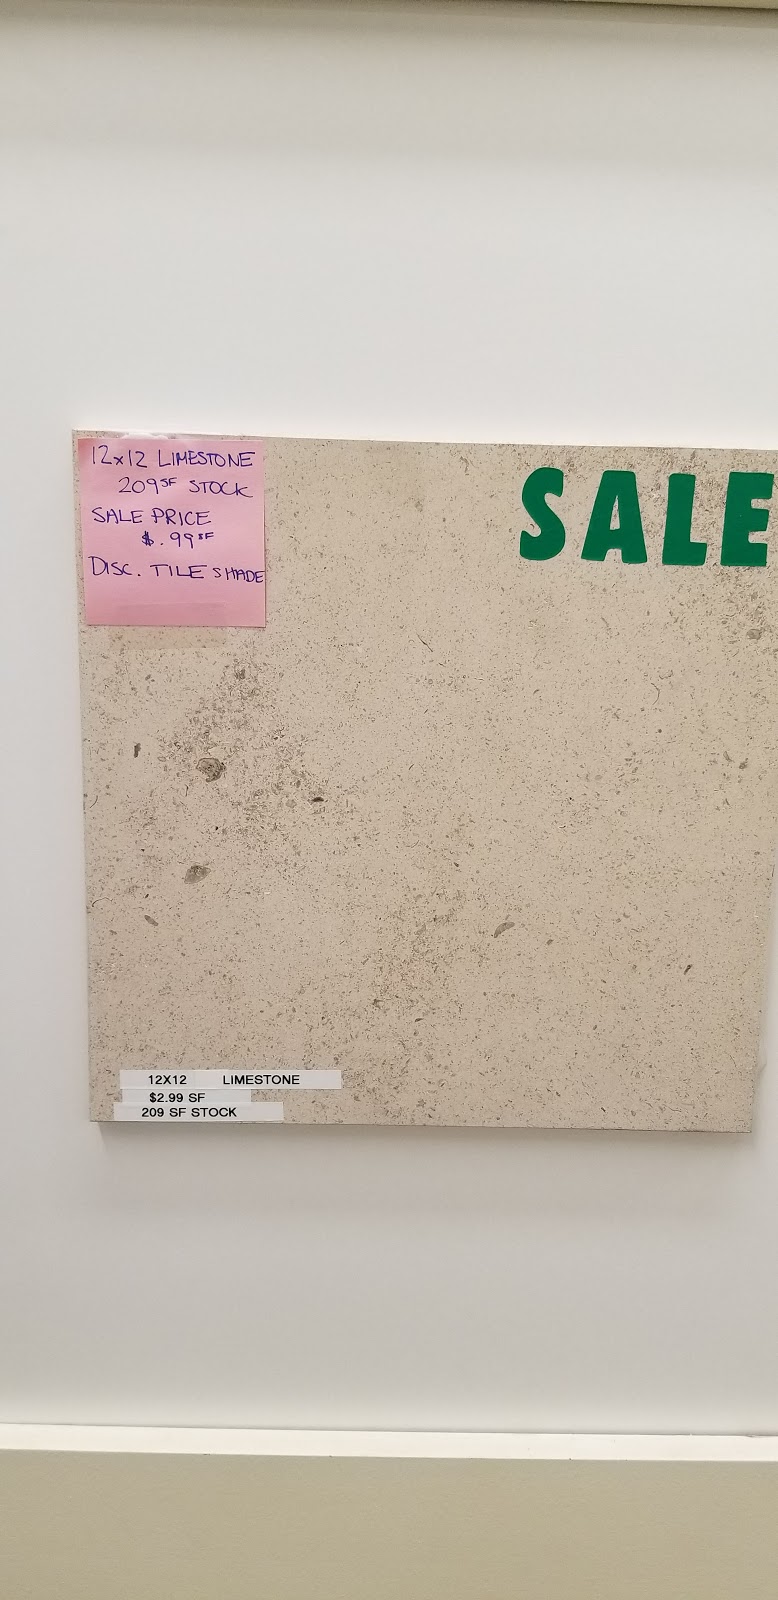 12x12 LIMESTONE
209SF STOCK
SALE PRICE
$.99SF
DISC. TILE SHADE
SALE
12X12 LIMESTONE
$2.99 SF
209 SF STOCK